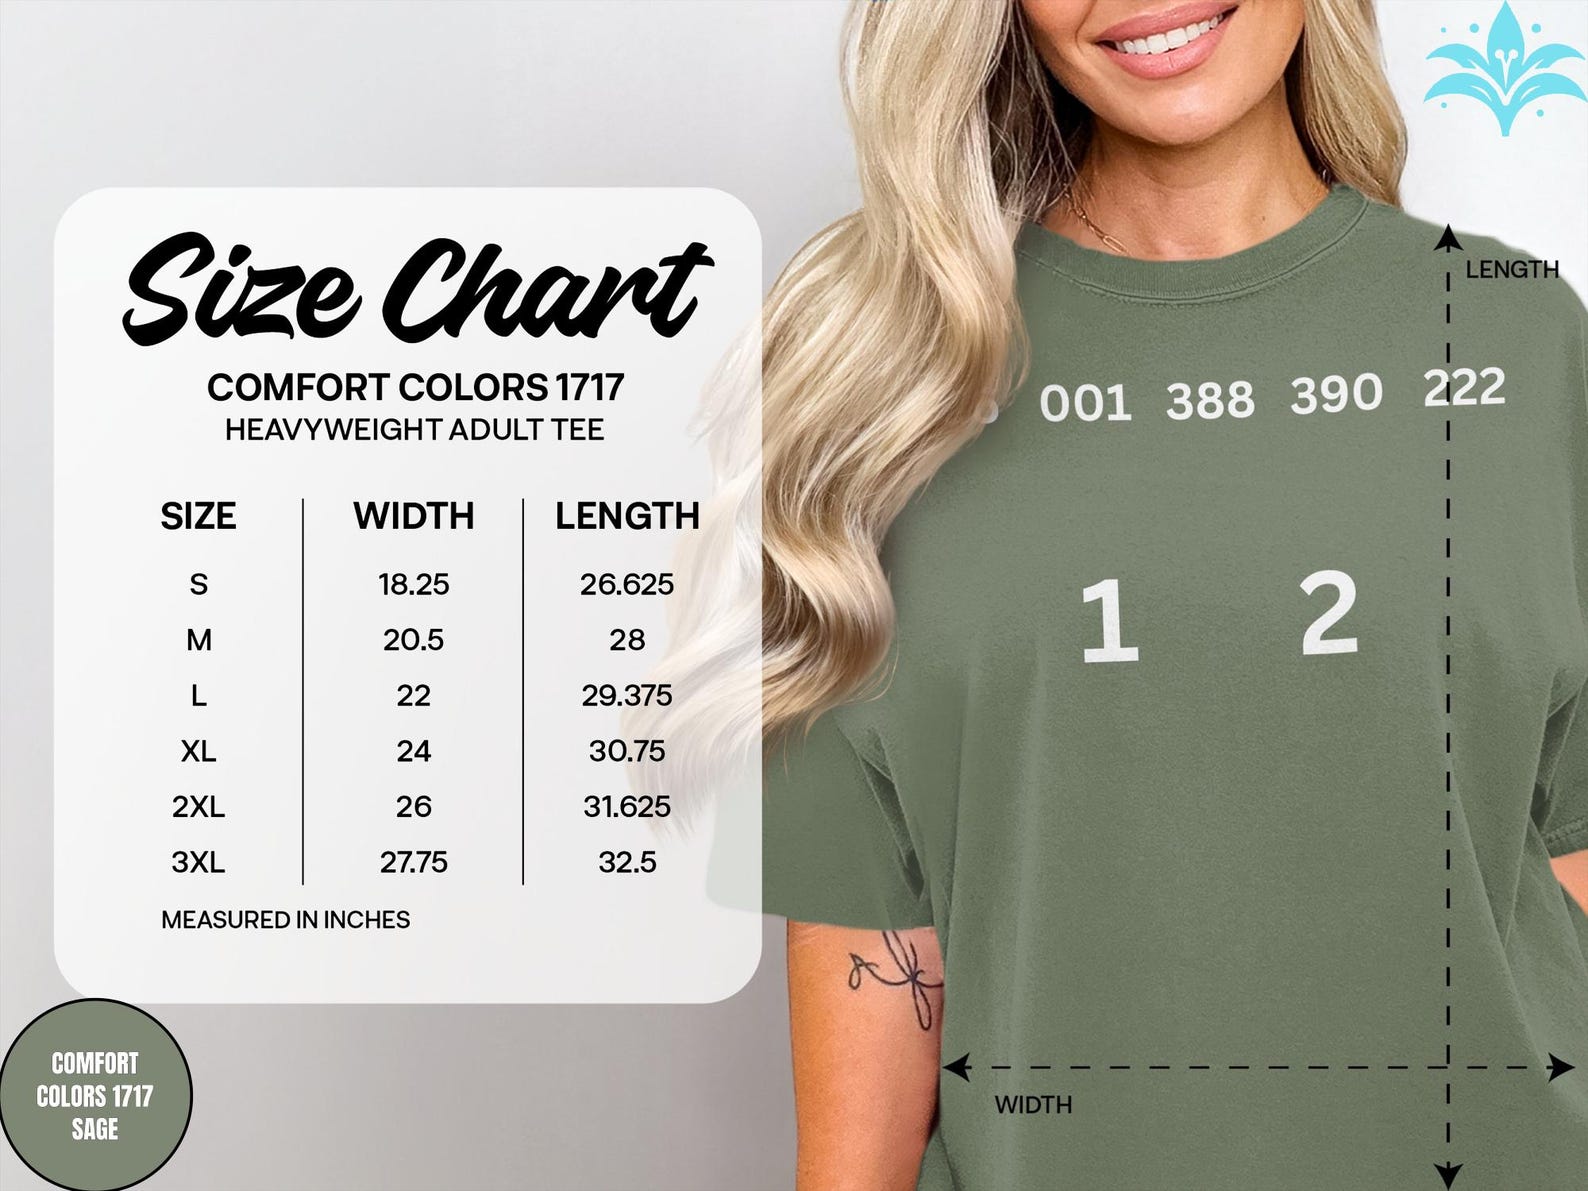 Size Chart
COMFORT COLORS 1717
HEAVYWEIGHT ADULT TEE
SIZE WIDTH LENGTH
S 18.25 26.625
M 20.5 28
L 22 29.375
XL 24 30.75
2XL 26 31.625
3XL 27.75 32.5
MEASURED IN INCHES
COMFORT
COLORS 1717
SAGE
LENGTH
001 388 390 222
1 2
WIDTH